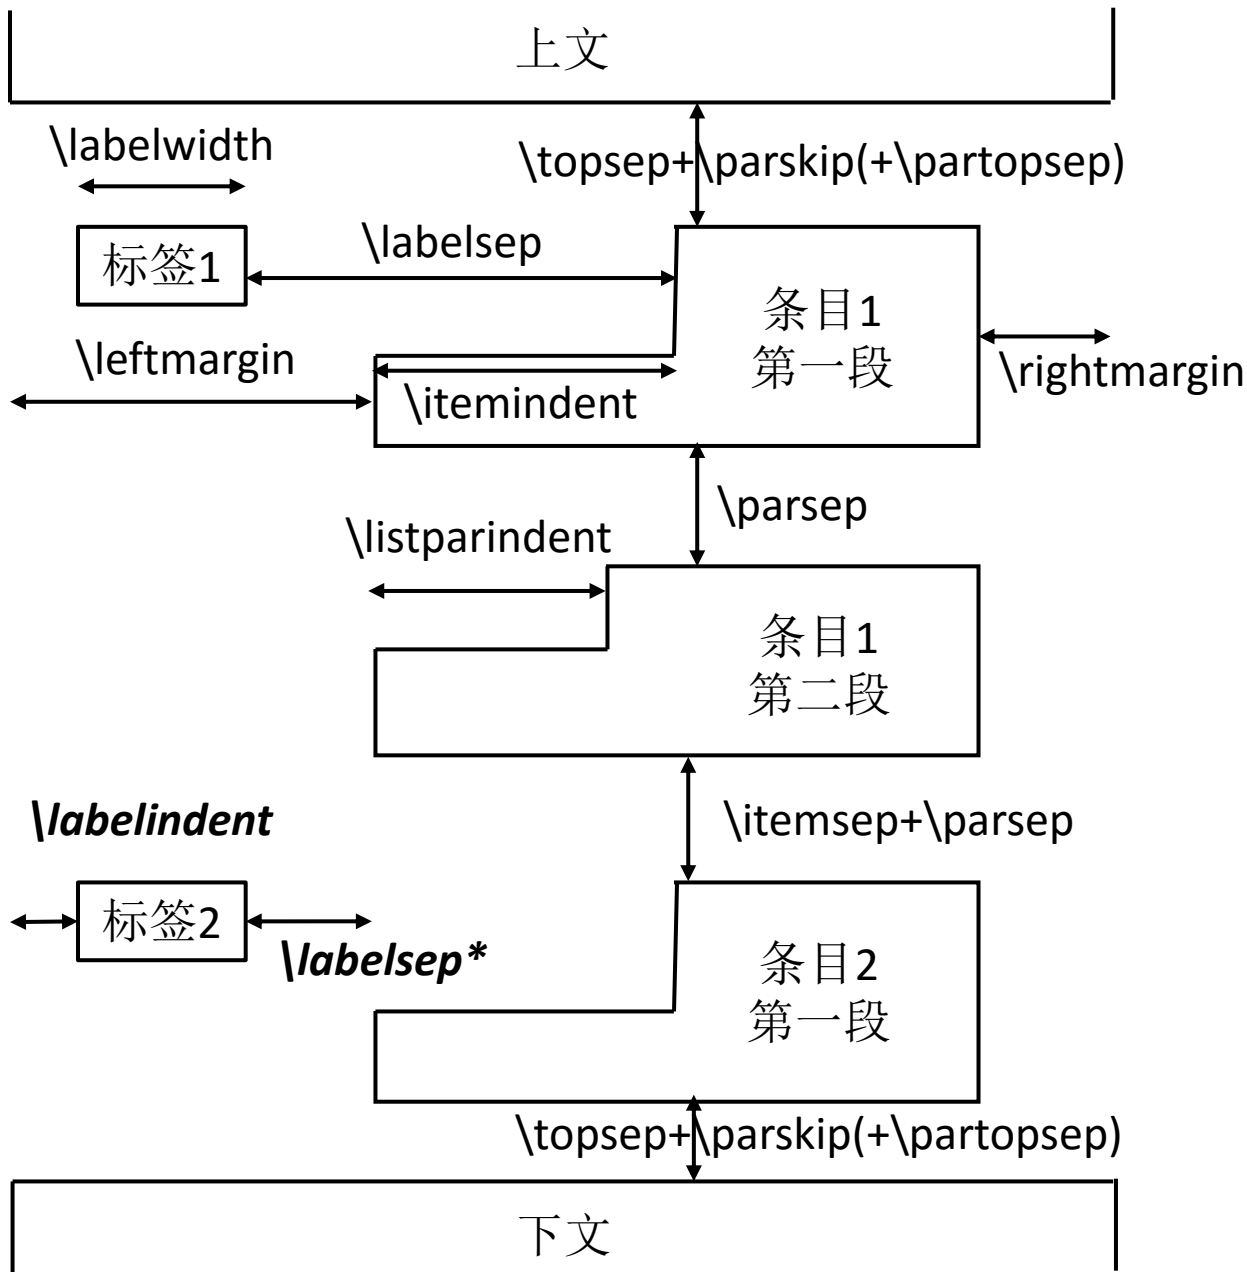 上文
\labelwidth
\topsep+\parskip(+\partopsep)
\labelsep
标签1
条目1
第一段
\leftmargin
\rightmargin
\itemindent
\parsep
\listparindent
条目1
第二段
\labelindent
\itemsep+\parsep
标签2
\labelsep*
条目2
第一段
\topsep+\parskip(+\partopsep)
下文